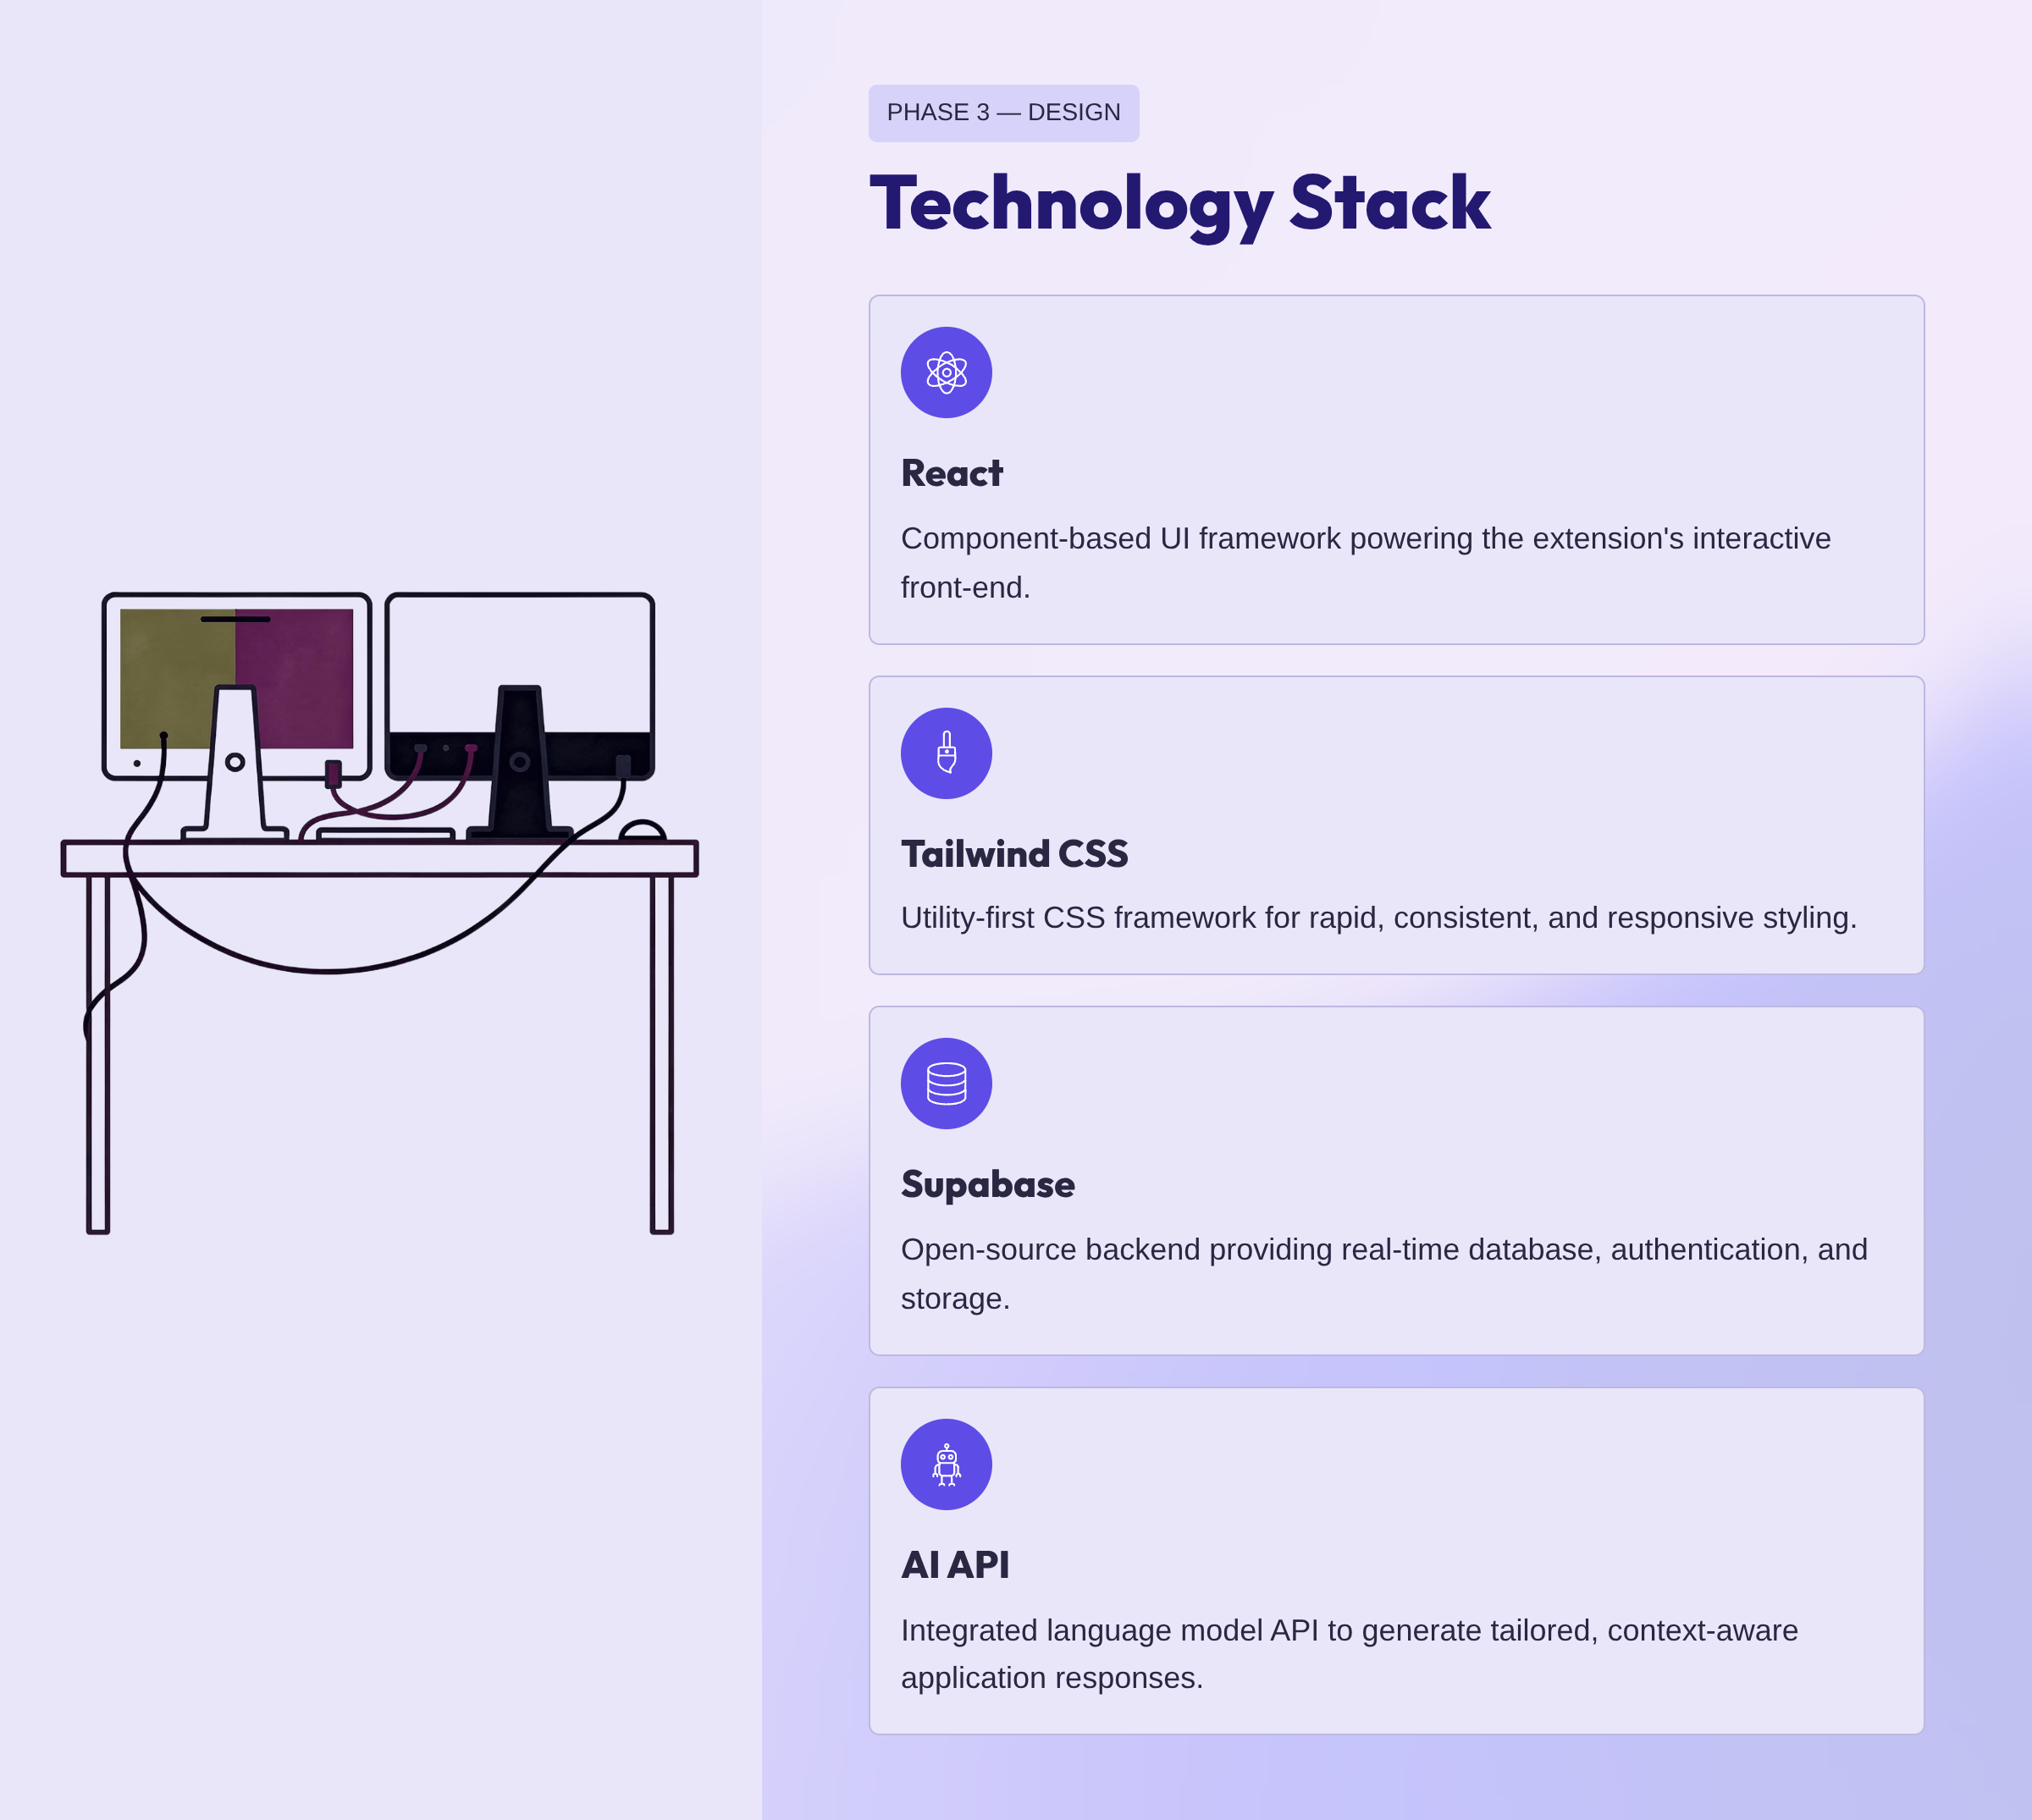 PHASE 3 — DESIGN
Technology Stack
React
Component-based UI framework powering the extension's interactive
front-end.
Tailwind CSS
Utility-first CSS framework for rapid, consistent, and responsive styling.
Supabase
Open-source backend providing real-time database, authentication, and
storage.
AI API
Integrated language model API to generate tailored, context-aware
application responses.